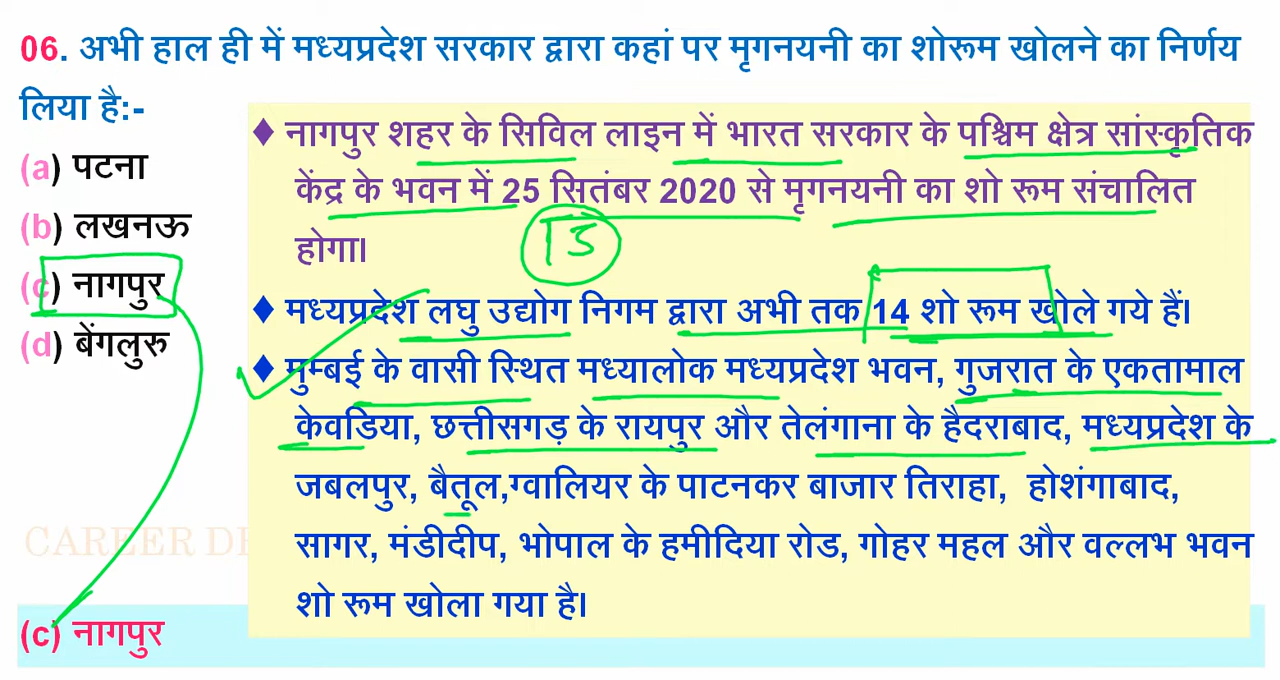 06. अभी हाल ही में मध्यप्रदेश सरकार द्वारा कहां पर मृगनयनी का शोरूम खोलने का निर्णय
लिया है:-
(a) पटना
(b) लखनऊ
(c) नागपुर
(d) बेंगलुरु
♦ नागपुर शहर के सिविल लाइन में भारत सरकार के पश्चिम क्षेत्र सांस्कृतिक
केंद्र के भवन में 25 सितंबर 2020 से मृगनयनी का शो रूम संचालित
होगा।
15
♦ मध्यप्रदेश लघु उद्योग निगम द्वारा अभी तक 14 शो रूम खोले गये हैं।
♦ मुम्बई के वासी स्थित मध्यालोक मध्यप्रदेश भवन, गुजरात के एकतामाल
केवडिया, छत्तीसगड़ के रायपुर और तेलंगाना के हैदराबाद, मध्यप्रदेश के
जबलपुर, बैतूल,ग्वालियर के पाटनकर बाजार तिराहा, होशंगाबाद,
सागर, मंडीदीप, भोपाल के हमीदिया रोड, गोहर महल और वल्लभ भवन
शो रूम खोला गया है।
CAREER
(c) नागपुर